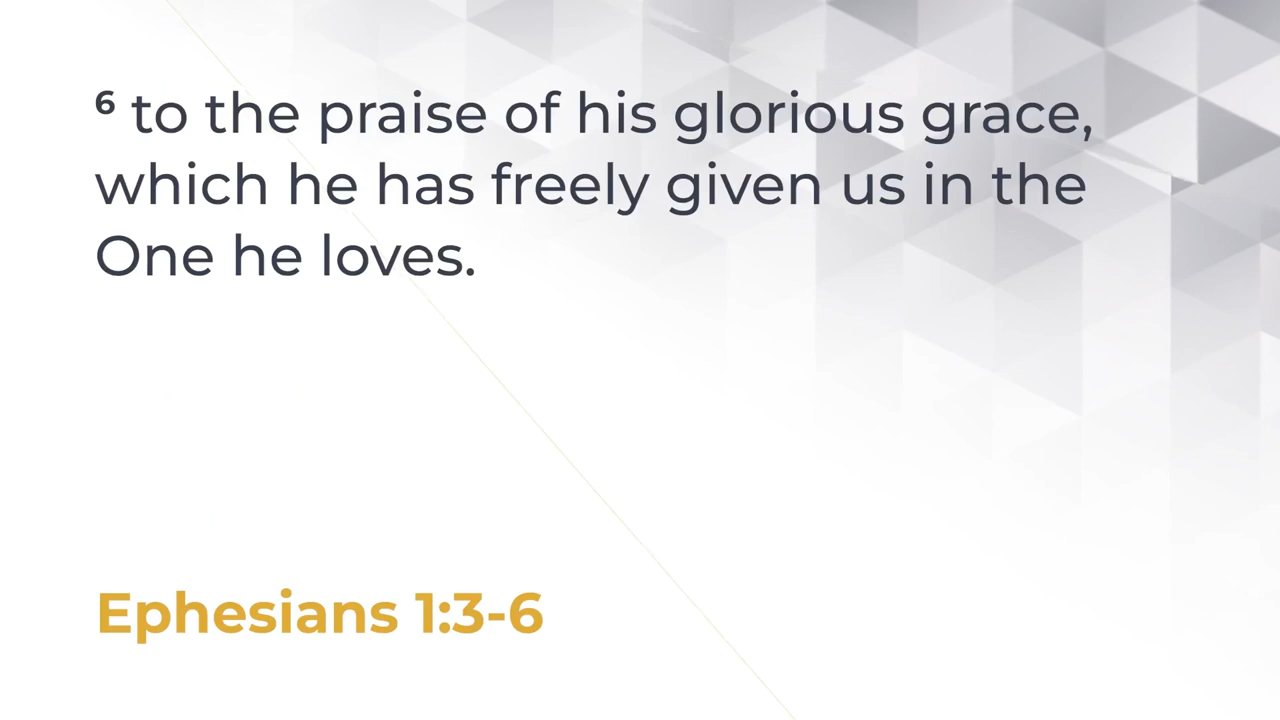 ⁶ to the praise of his glorious grace,
which he has freely given us in the
One he loves.
Ephesians 1:3-6